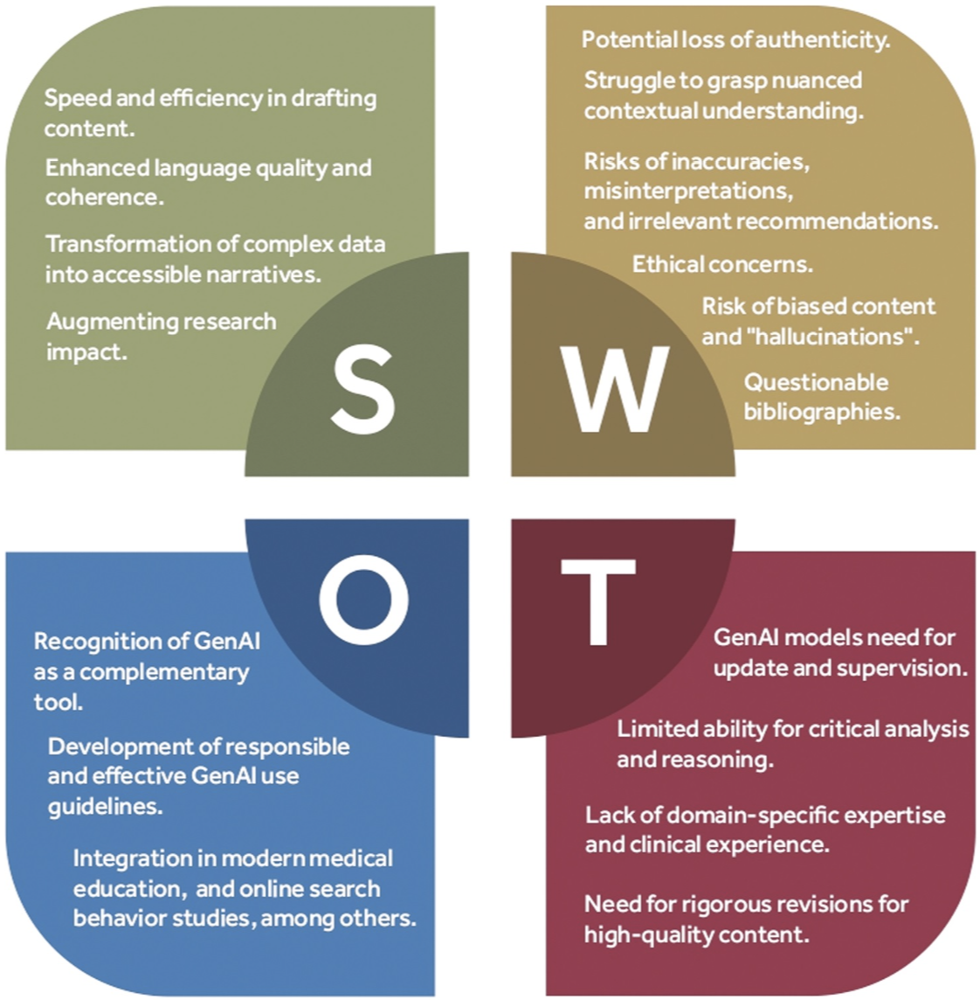 Speed and efficiency in drafting
content.
Enhanced language quality and
coherence.
Transformation of complex data
into accessible narratives.
Augmenting research
impact.
S
Potential loss of authenticity.
Struggle to grasp nuanced
contextual understanding.
Risks of inaccuracies,
misinterpretations,
and irrelevant recommendations.
Ethical concerns.
Risk of biased content
and "hallucinations".
Questionable
bibliographies.
W
O
Recognition of GenAI
as a complementary
tool.
Development of responsible
and effective GenAI use
guidelines.
Integration in modern medical
education, and online search
behavior studies, among others.
T
GenAI models need for
update and supervision.
Limited ability for critical analysis
and reasoning.
Lack of domain-specific expertise
and clinical experience.
Need for rigorous revisions for
high-quality content.